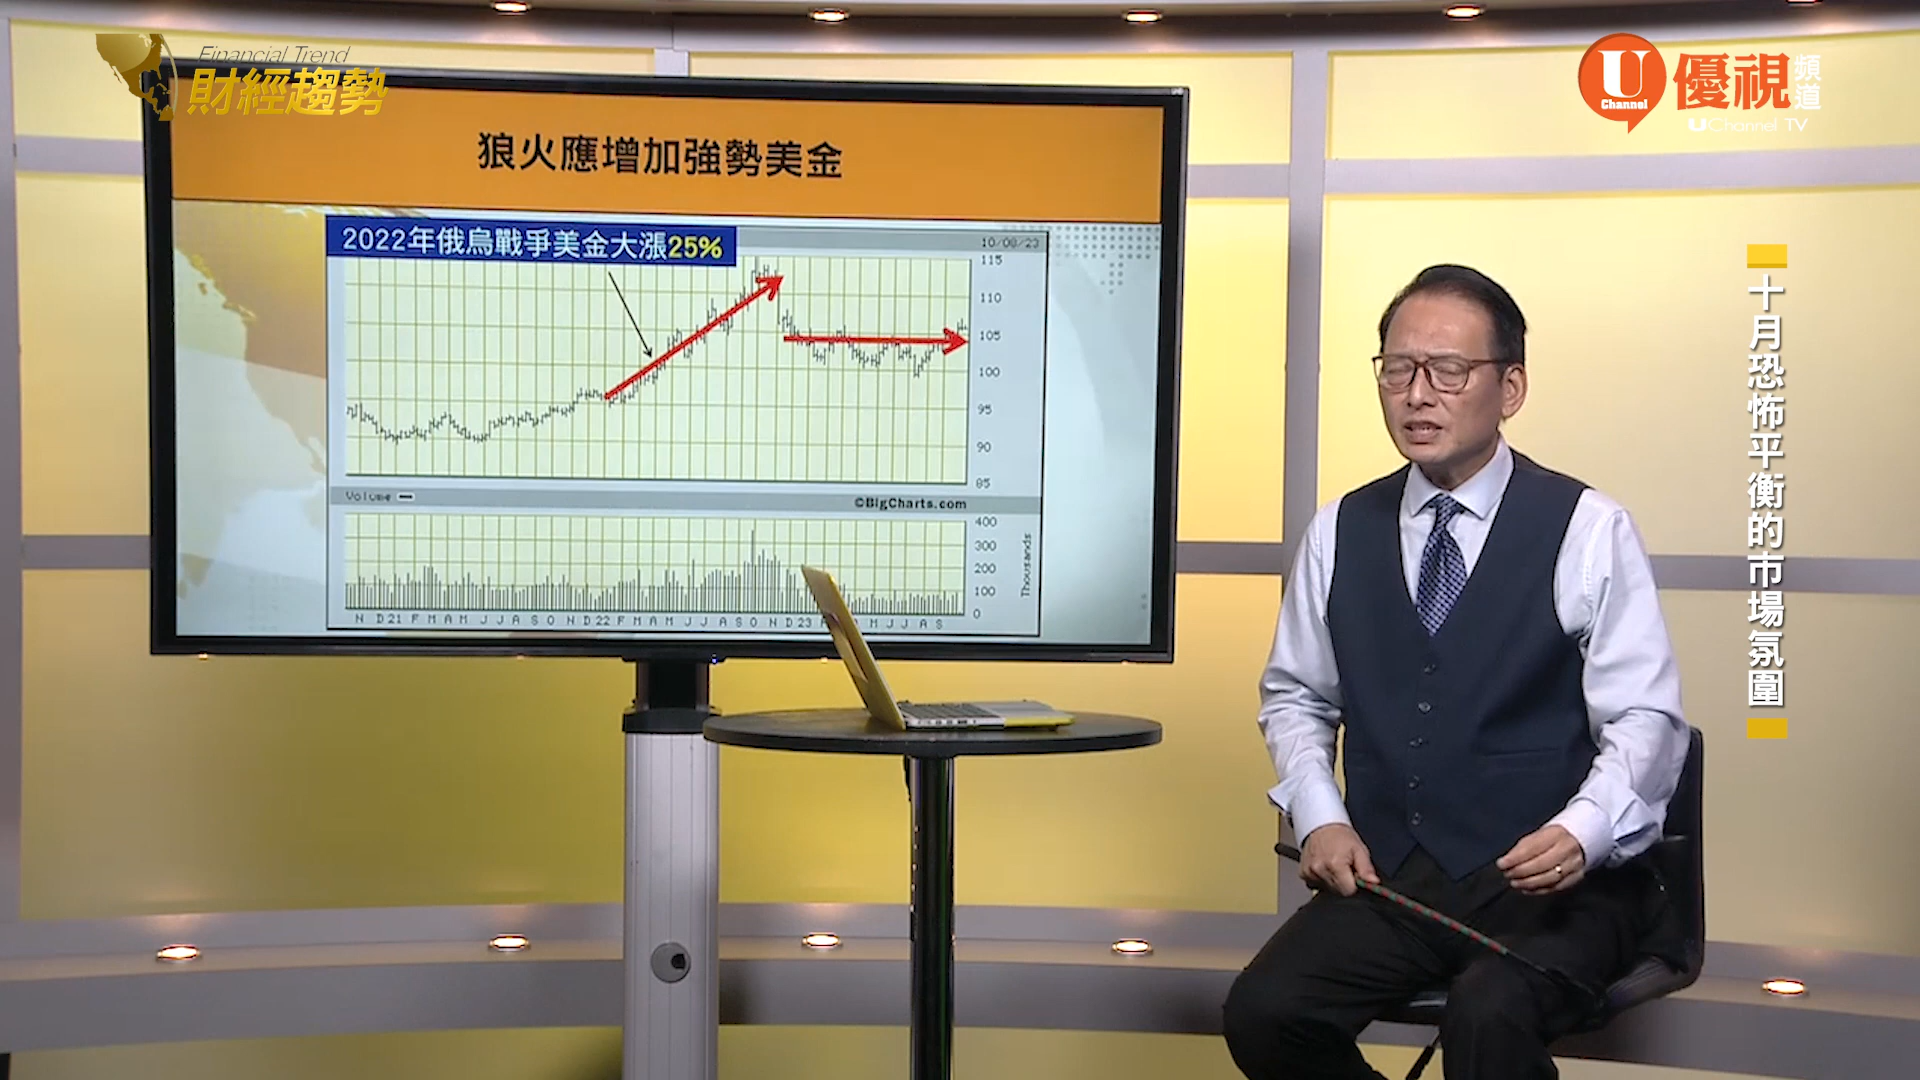 Financial Trend
財經趨勢
U
Channel
優視
頻道
UChannel TV
狼火應增加強勢美金
2022年俄烏戰爭美金大漲25%
10/08/23
115
110
105
100
95
90
85
Volume
©BigCharts.com
400
300
200
100
0
Thousands
N D 21 F M A M J J A S O N D 22 F M A M J J A S O N D 23
M J J A S
十月恐怖平衡的市場氛圍